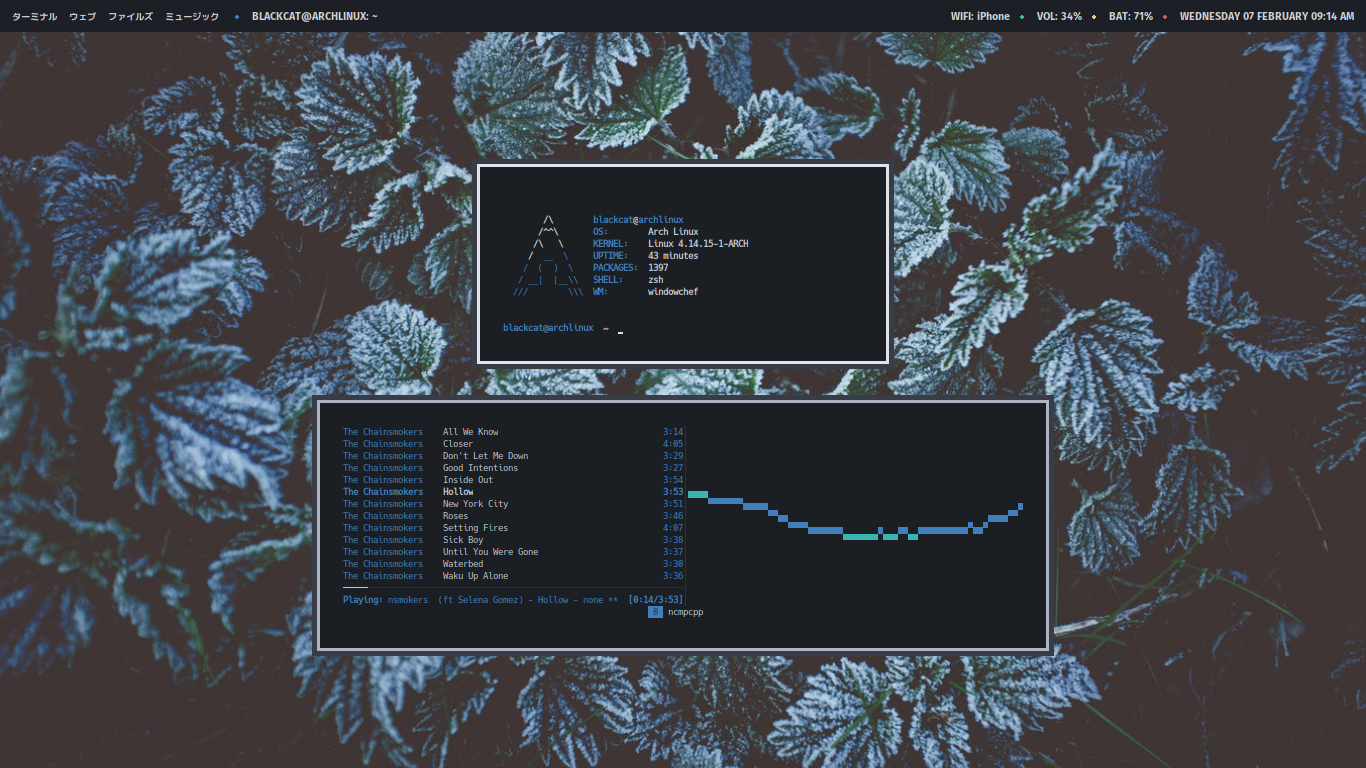 ターミナル ウェブ ファイルズ ミュージック • BLACKCAT@ARCHLINUX: ~ WIFI: iPhone • VOL: 34% • BAT: 71% • WEDNESDAY 07 FEBRUARY 09:14 AM
/\ blackcat@archlinux
/^^\ OS: Arch Linux
/\ \ KERNEL: Linux 4.14.15-1-ARCH
/ __ \ UPTIME: 43 minutes
/ ( ) \ PACKAGES: 1397
/ __| |__\\ SHELL: zsh
/// \\\ WM: windowchef
blackcat@archlinux ~ _
The Chainsmokers All We Know 3:14
The Chainsmokers Closer 4:05
The Chainsmokers Don't Let Me Down 3:29
The Chainsmokers Good Intentions 3:27
The Chainsmokers Inside Out 3:54
The Chainsmokers Hollow 3:53
The Chainsmokers New York City 3:51
The Chainsmokers Roses 3:46
The Chainsmokers Setting Fires 4:07
The Chainsmokers Sick Boy 3:38
The Chainsmokers Until You Were Gone 3:37
The Chainsmokers Waterbed 3:30
The Chainsmokers Waku Up Alone 3:36
Playing: nsmokers (ft Selena Gomez) - Hollow - none ** [0:14/3:53]
0 ncmpcpp